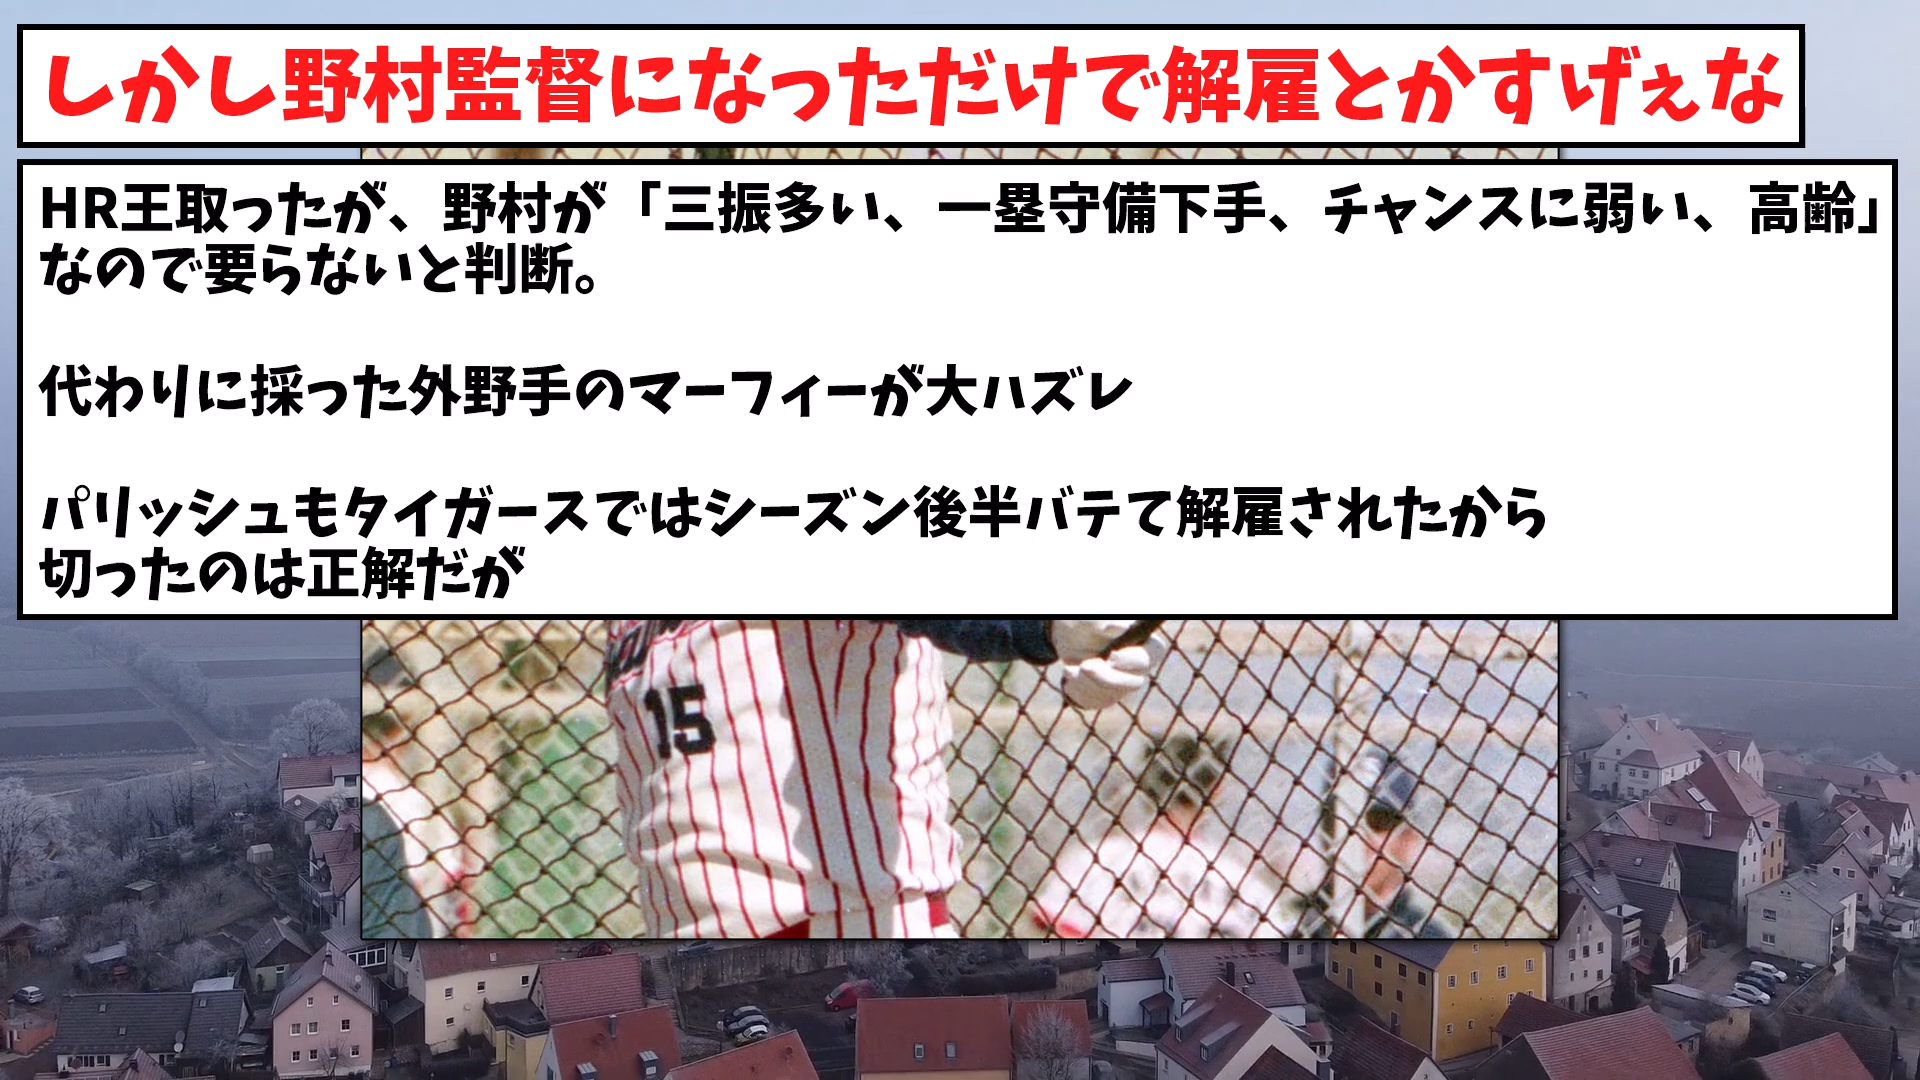 しかし野村監督になっただけで解雇とかすげぇな
HR王取ったが、野村が「三振多い、一塁守備下手、チャンスに弱い、高齢」
なので要らないと判断。
代わりに採った外野手のマーフィーが大ハズレ
パリッシュもタイガースではシーズン後半バテて解雇されたから
切ったのは正解だが
15